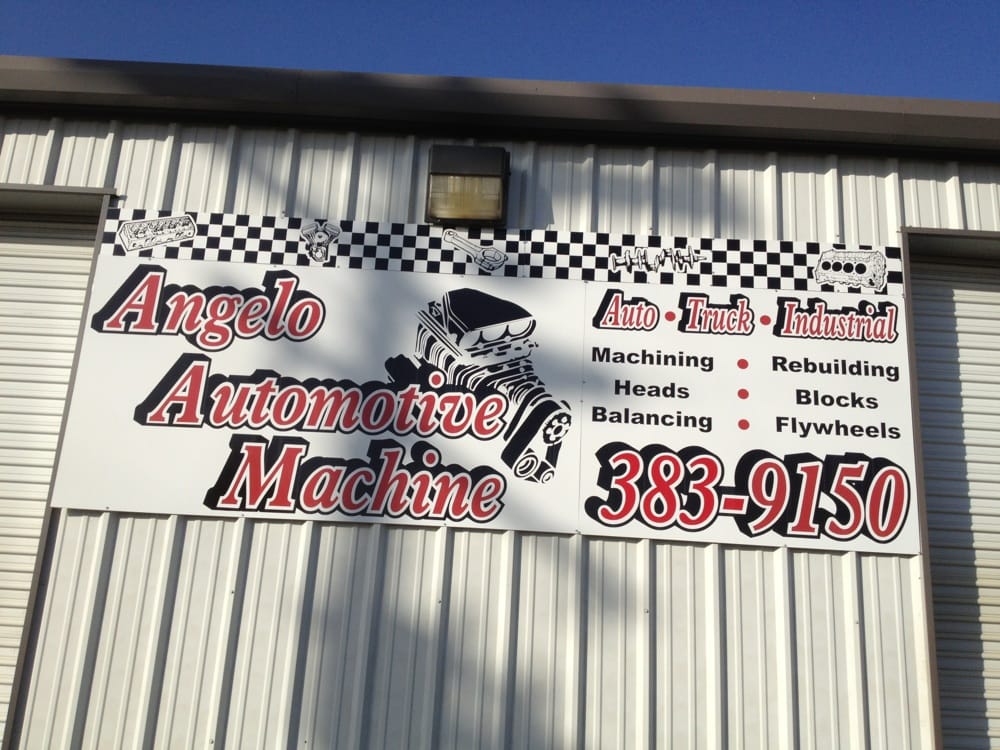 Angelo
Automotive
Machine
Auto • Truck • Industrial
Machining • Rebuilding
Heads • Blocks
Balancing • Flywheels
383-9150